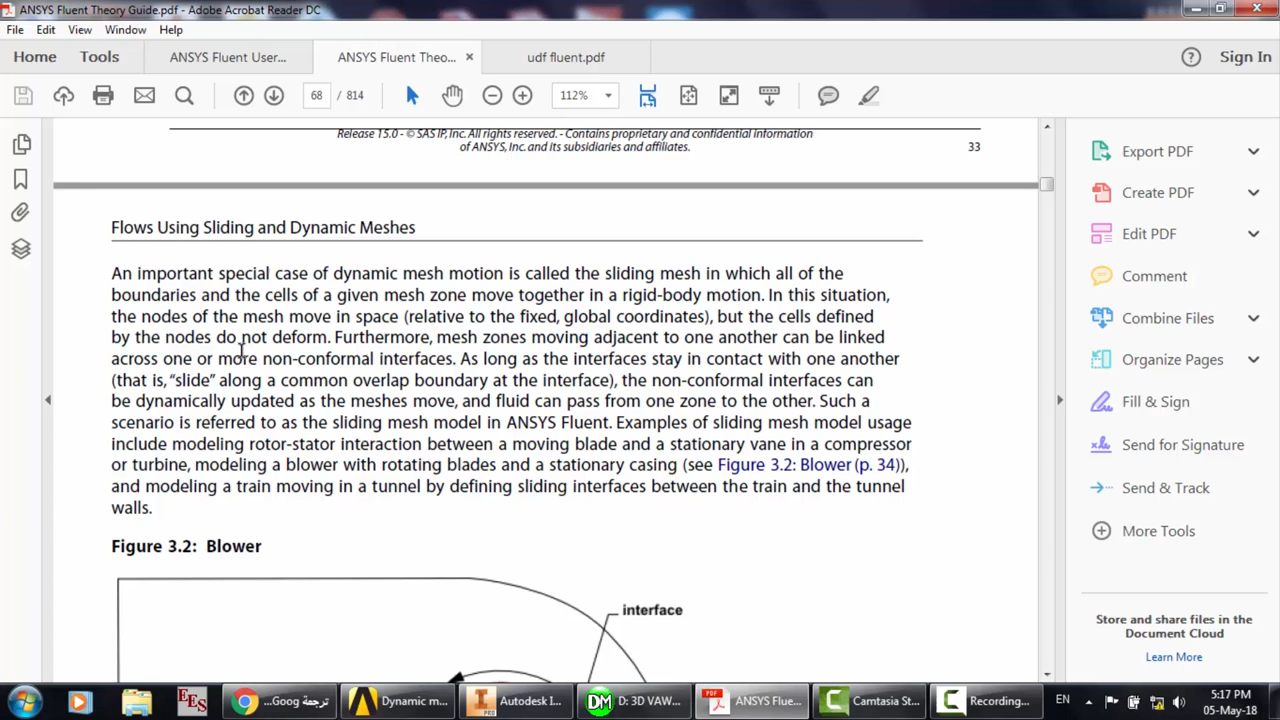 ANSYS Fluent Theory Guide.pdf - Adobe Acrobat Reader DC
File Edit View Window Help
Home Tools ANSYS Fluent User... ANSYS Fluent Theo... × udf fluent.pdf ? Sign In
68 / 814 112%
Release 15.0 - © SAS IP, Inc. All rights reserved. - Contains proprietary and confidential information
of ANSYS, Inc. and its subsidiaries and affiliates. 33
Flows Using Sliding and Dynamic Meshes
An important special case of dynamic mesh motion is called the sliding mesh in which all of the
boundaries and the cells of a given mesh zone move together in a rigid-body motion. In this situation,
the nodes of the mesh move in space (relative to the fixed, global coordinates), but the cells defined
by the nodes do not deform. Furthermore, mesh zones moving adjacent to one another can be linked
across one or more non-conformal interfaces. As long as the interfaces stay in contact with one another
(that is, “slide” along a common overlap boundary at the interface), the non-conformal interfaces can
be dynamically updated as the meshes move, and fluid can pass from one zone to the other. Such a
scenario is referred to as the sliding mesh model in ANSYS Fluent. Examples of sliding mesh model usage
include modeling rotor-stator interaction between a moving blade and a stationary vane in a compressor
or turbine, modeling a blower with rotating blades and a stationary casing (see Figure 3.2: Blower (p. 34)),
and modeling a train moving in a tunnel by defining sliding interfaces between the train and the tunnel
walls.
Figure 3.2: Blower
interface
Export PDF
Create PDF
Edit PDF
Comment
Combine Files
Organize Pages
Fill & Sign
Send for Signature
Send & Track
More Tools
Store and share files in the
Document Cloud
Learn More
EES ترجمة Goog... Dynamic m... PRO Autodesk I... DM D: 3D VAW... PDF ANSYS Flue... Camtasia St... Recording... EN 5:17 PM
05-May-18